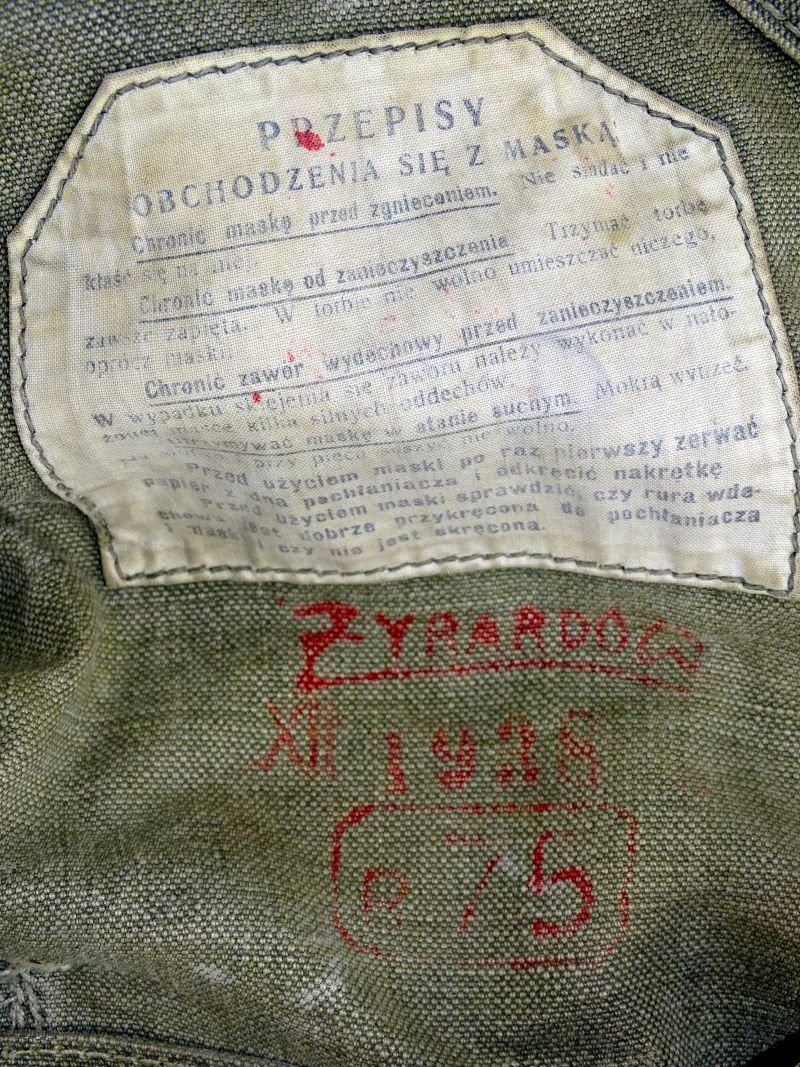 PRZEPISY
OBCHODZENIA SIĘ Z MASKĄ
Chronić maskę przed zgnieceniem. Nie siadać i nie
kłaść się na niej.
Chronić maskę od zanieczyszczenia. Trzymać torbę
zawsze zapiętą. W torbie nie wolno umieszczać niczego,
oprócz maski.
Chronić zawór wydechowy przed zanieczyszczeniem.
W wypadku sklejenia się zaworu należy wykonać w nało-
żonej masce kilka silnych oddechów.
Utrzymywać maskę w stanie suchym. Mokrą wytrzeć.
przy piecu suszyć nie wolno.
Przed użyciem maski po raz pierwszy zerwać
papier z dna pochłaniacza i odkręcić nakrętkę
Przed użyciem maski sprawdzić, czy rura wde-
chowa jest dobrze przykręcona do pochłaniacza
i maski i czy nie jest skręcona.
ŻYRARDÓW
XII 1938
R 75